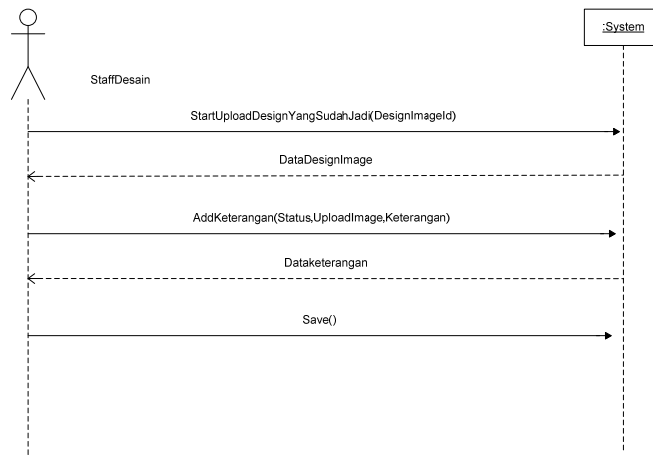 :System
StaffDesain
StartUploadDesignYangSudahJadi(DesignImageId)
DataDesignImage
AddKeterangan(Status,UploadImage,Keterangan)
Dataketerangan
Save()